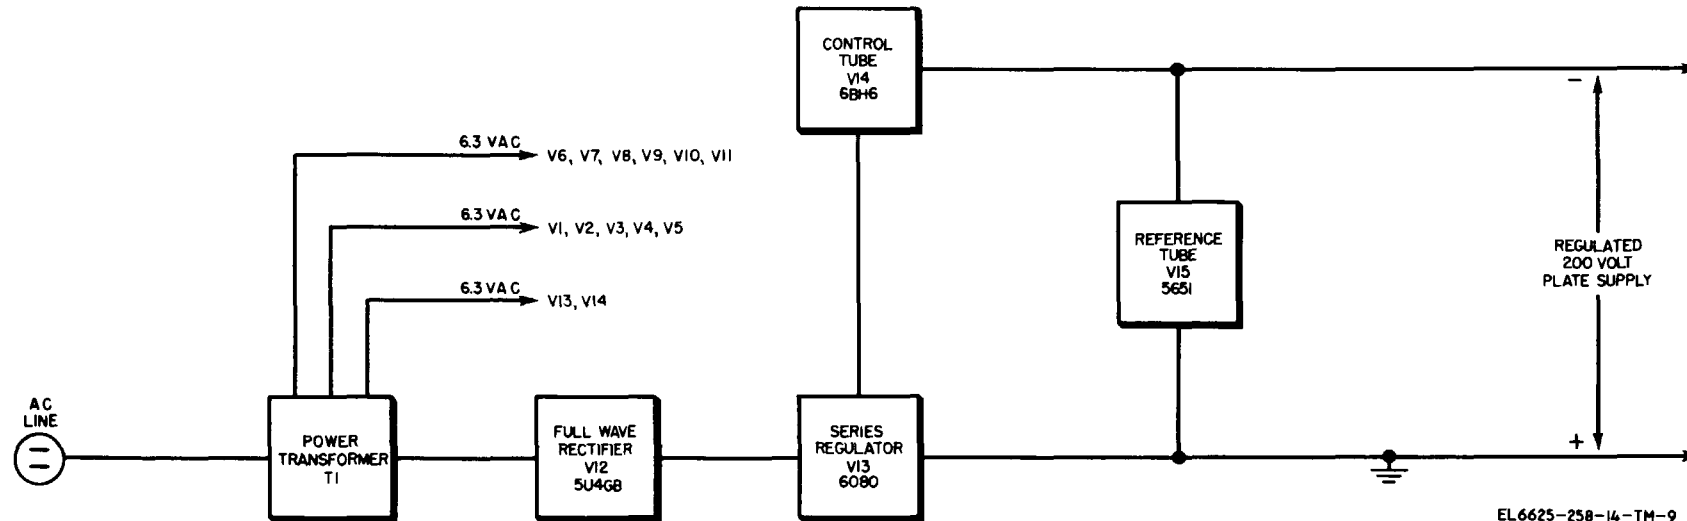 CONTROL
TUBE
V14
6BH6
6.3 VAC
V6, V7, V8, V9, V10, V11
6.3 VAC
V1, V2, V3, V4, V5
6.3 VAC
V13, V14
REFERENCE
TUBE
V15
5651
-
REGULATED
200 VOLT
PLATE SUPPLY
+
AC
LINE
POWER
TRANSFORMER
T1
FULL WAVE
RECTIFIER
V12
5U4GB
SERIES
REGULATOR
V13
6080
EL6625-258-14-TM-9